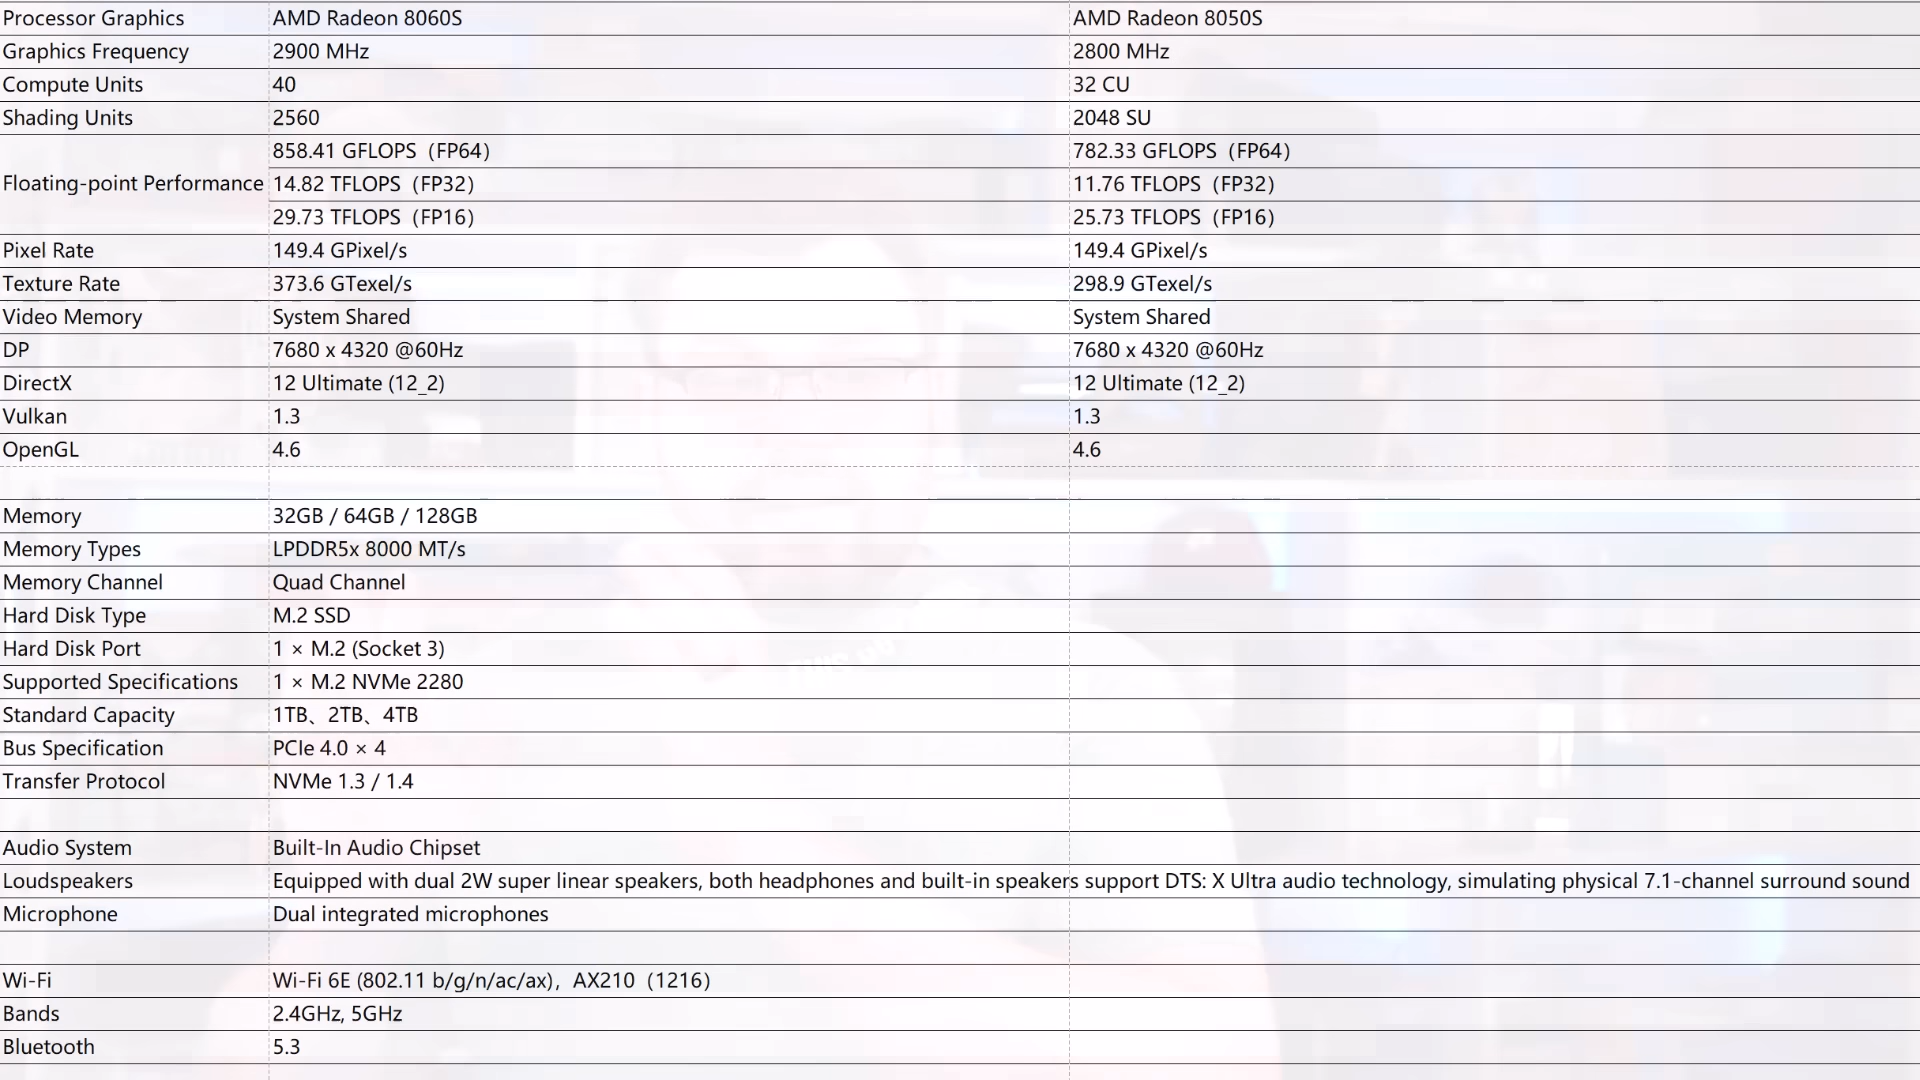 Processor Graphics AMD Radeon 8060S AMD Radeon 8050S
Graphics Frequency 2900 MHz 2800 MHz
Compute Units 40 32 CU
Shading Units 2560 2048 SU
858.41 GFLOPS（FP64） 782.33 GFLOPS（FP64）
Floating-point Performance 14.82 TFLOPS（FP32） 11.76 TFLOPS（FP32）
29.73 TFLOPS（FP16） 25.73 TFLOPS（FP16）
Pixel Rate 149.4 GPixel/s 149.4 GPixel/s
Texture Rate 373.6 GTexel/s 298.9 GTexel/s
Video Memory System Shared System Shared
DP 7680 x 4320 @60Hz 7680 x 4320 @60Hz
DirectX 12 Ultimate (12_2) 12 Ultimate (12_2)
Vulkan 1.3 1.3
OpenGL 4.6 4.6
Memory 32GB / 64GB / 128GB
Memory Types LPDDR5x 8000 MT/s
Memory Channel Quad Channel
Hard Disk Type M.2 SSD
Hard Disk Port 1 × M.2 (Socket 3)
Supported Specifications 1 × M.2 NVMe 2280
Standard Capacity 1TB、2TB、4TB
Bus Specification PCIe 4.0 × 4
Transfer Protocol NVMe 1.3 / 1.4
Audio System Built-In Audio Chipset
Loudspeakers Equipped with dual 2W super linear speakers, both headphones and built-in speakers support DTS: X Ultra audio technology, simulating physical 7.1-channel surround sound
Microphone Dual integrated microphones
Wi-Fi Wi-Fi 6E (802.11 b/g/n/ac/ax)，AX210（1216）
Bands 2.4GHz, 5GHz
Bluetooth 5.3